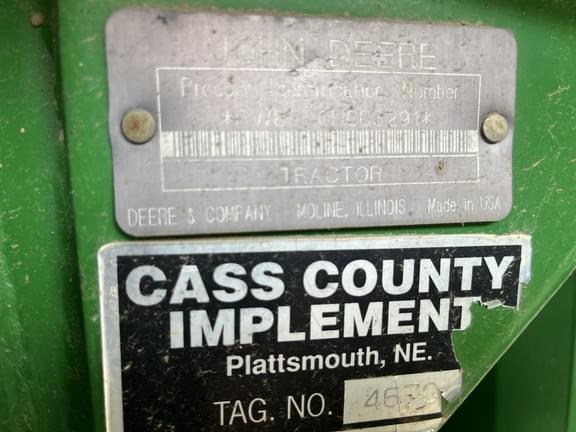 JOHN DEERE
Product Identification Number
TRACTOR
DEERE & COMPANY MOLINE, ILLINOIS Made in USA
CASS COUNTY
IMPLEMENT
Plattsmouth, NE.
TAG. NO.